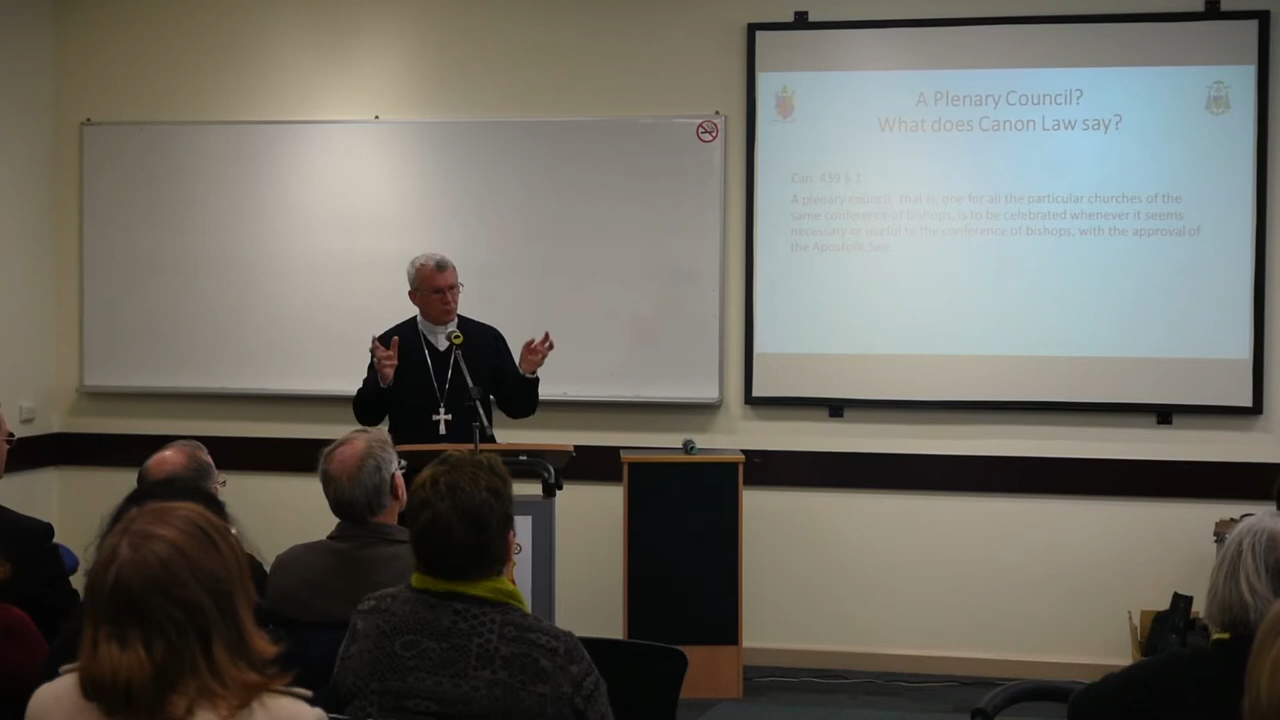 A Plenary Council?
What does Canon Law say?
Can. 439 § 1
A plenary council, that is, one for all the particular churches of the
same conference of bishops, is to be celebrated whenever it seems
necessary or useful to the conference of bishops, with the approval of
the Apostolic See.